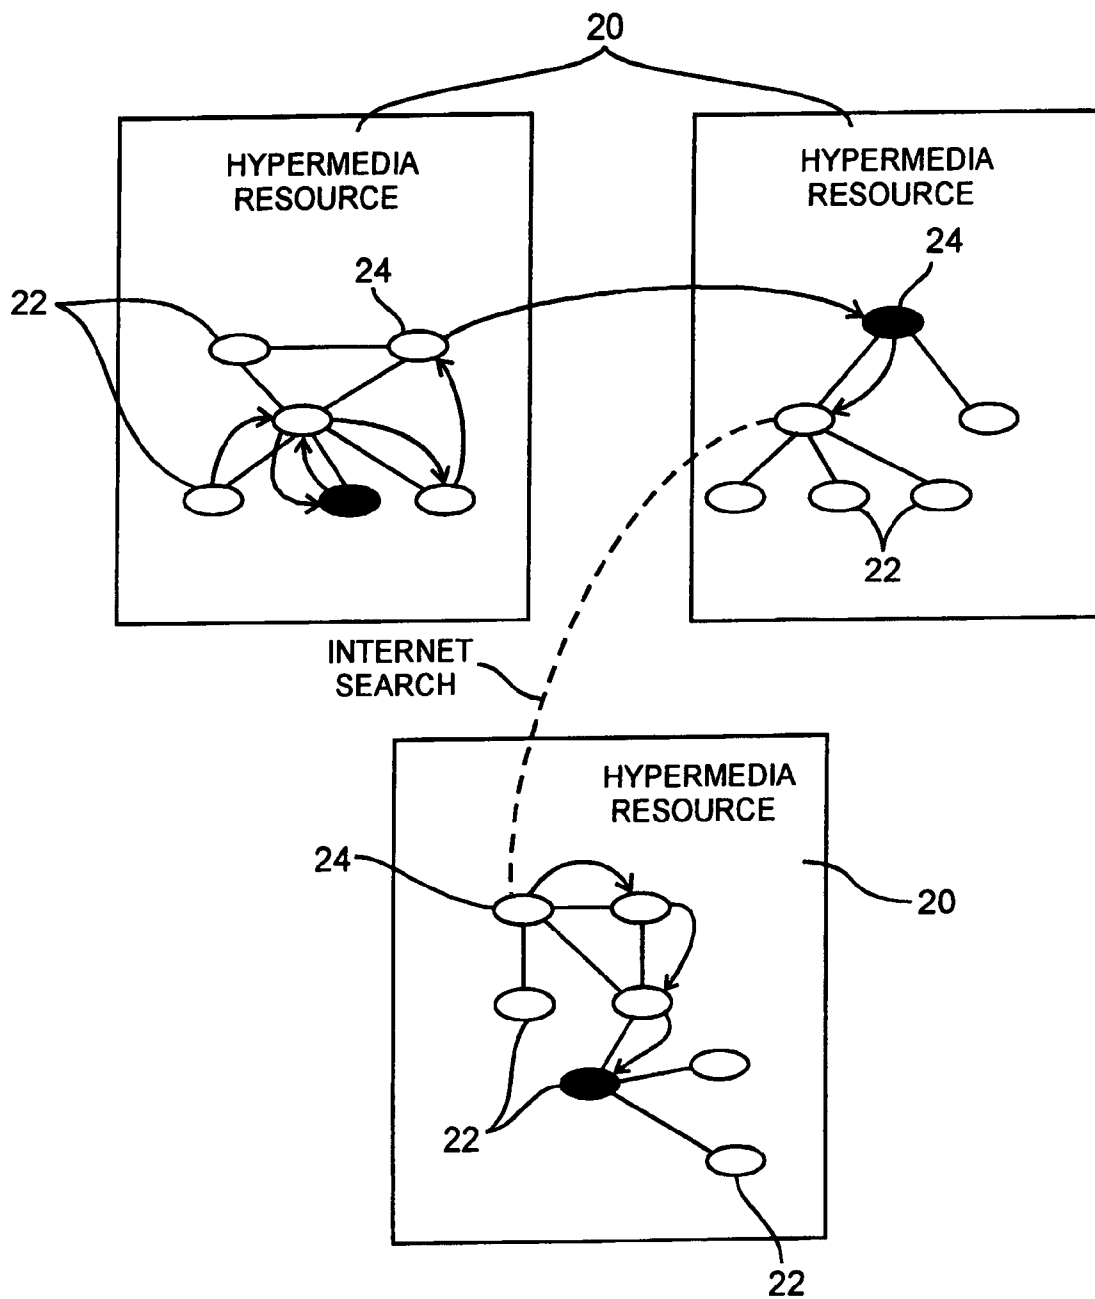 20
HYPERMEDIA
RESOURCE
HYPERMEDIA
RESOURCE
24
24
22
22
INTERNET
SEARCH
HYPERMEDIA
RESOURCE
24
20
22
22